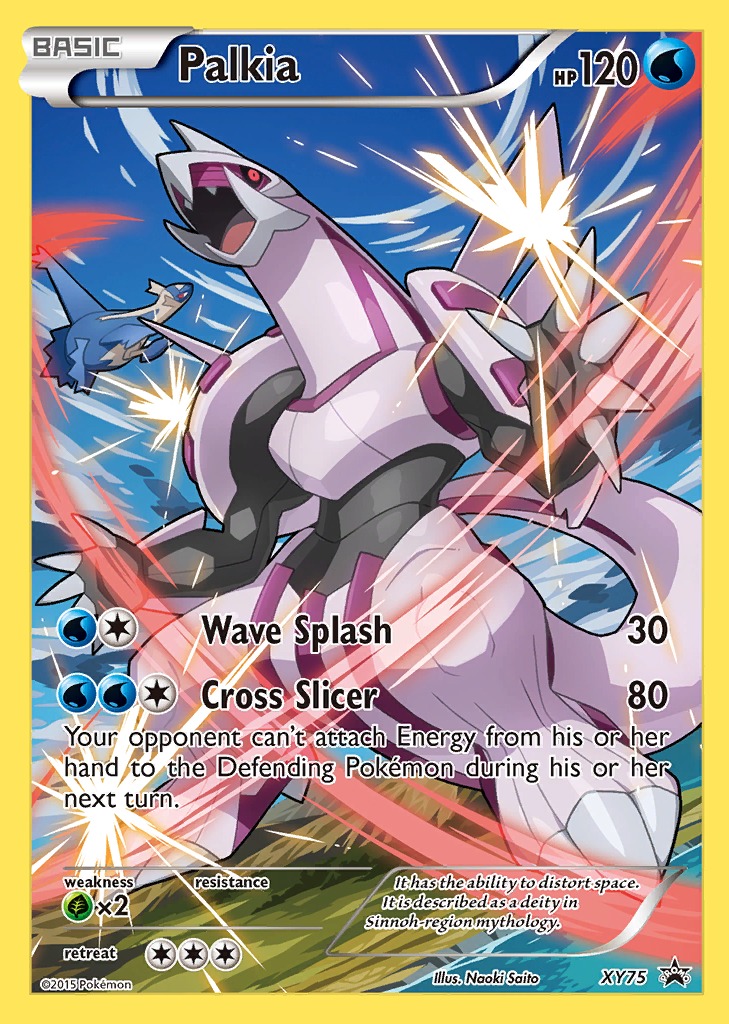 BASIC
Palkia
HP120
Wave Splash 30
Cross Slicer 80
Your opponent can't attach Energy from his or her
hand to the Defending Pokémon during his or her
next turn.
weakness resistance
×2
retreat
It has the ability to distort space.
It is described as a deity in
Sinnoh-region mythology.
©2015 Pokémon
Illus. Naoki Saito
XY75
PROMO